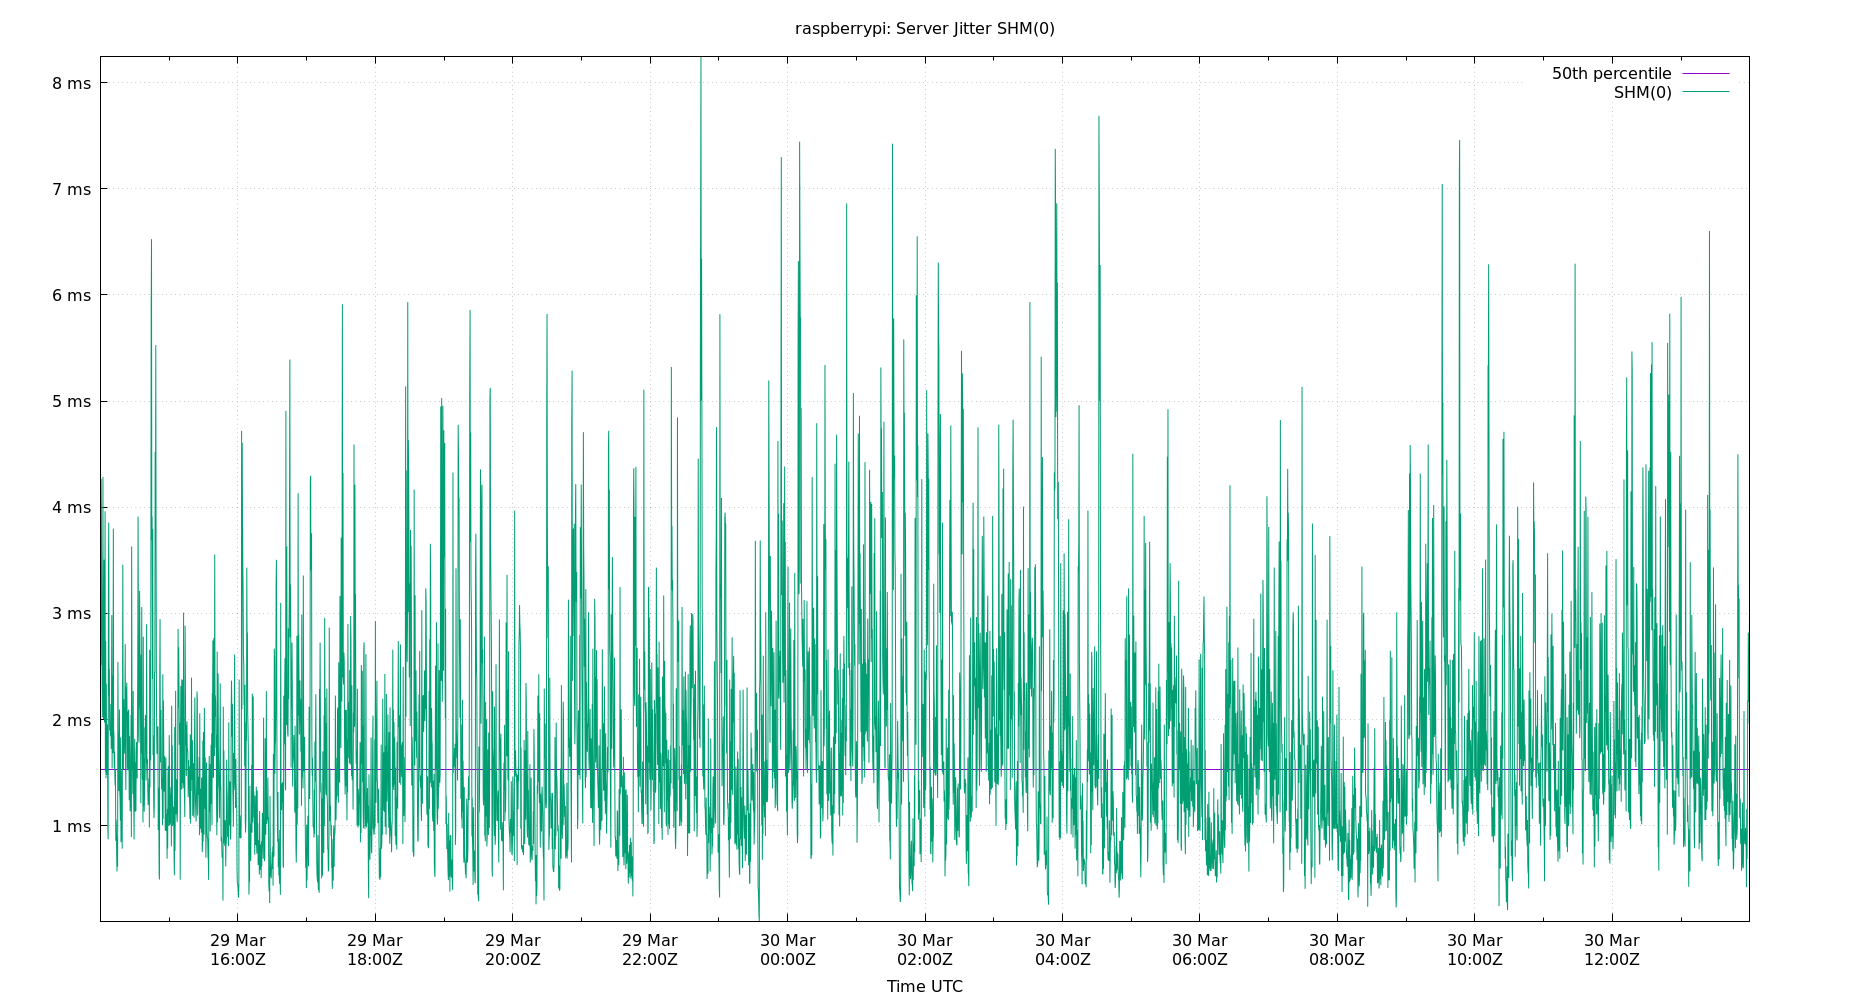 raspberrypi: Server Jitter SHM(0)
50th percentile
SHM(0)
8 ms
7 ms
6 ms
5 ms
4 ms
3 ms
2 ms
1 ms
29 Mar 29 Mar 29 Mar 29 Mar 30 Mar 30 Mar 30 Mar 30 Mar 30 Mar 30 Mar 30 Mar
16:00Z 18:00Z 20:00Z 22:00Z 00:00Z 02:00Z 04:00Z 06:00Z 08:00Z 10:00Z 12:00Z
Time UTC